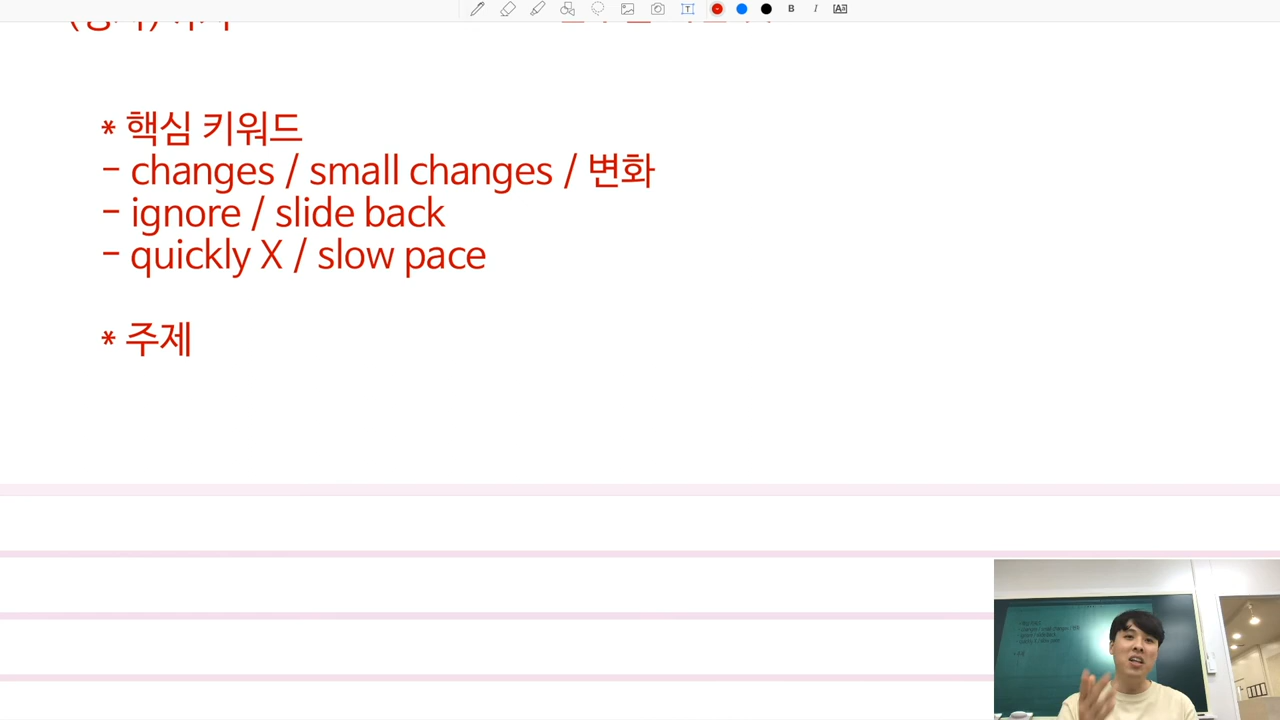 * 핵심 키워드
- changes / small changes / 변화
- ignore / slide back
- quickly X / slow pace
* 주제